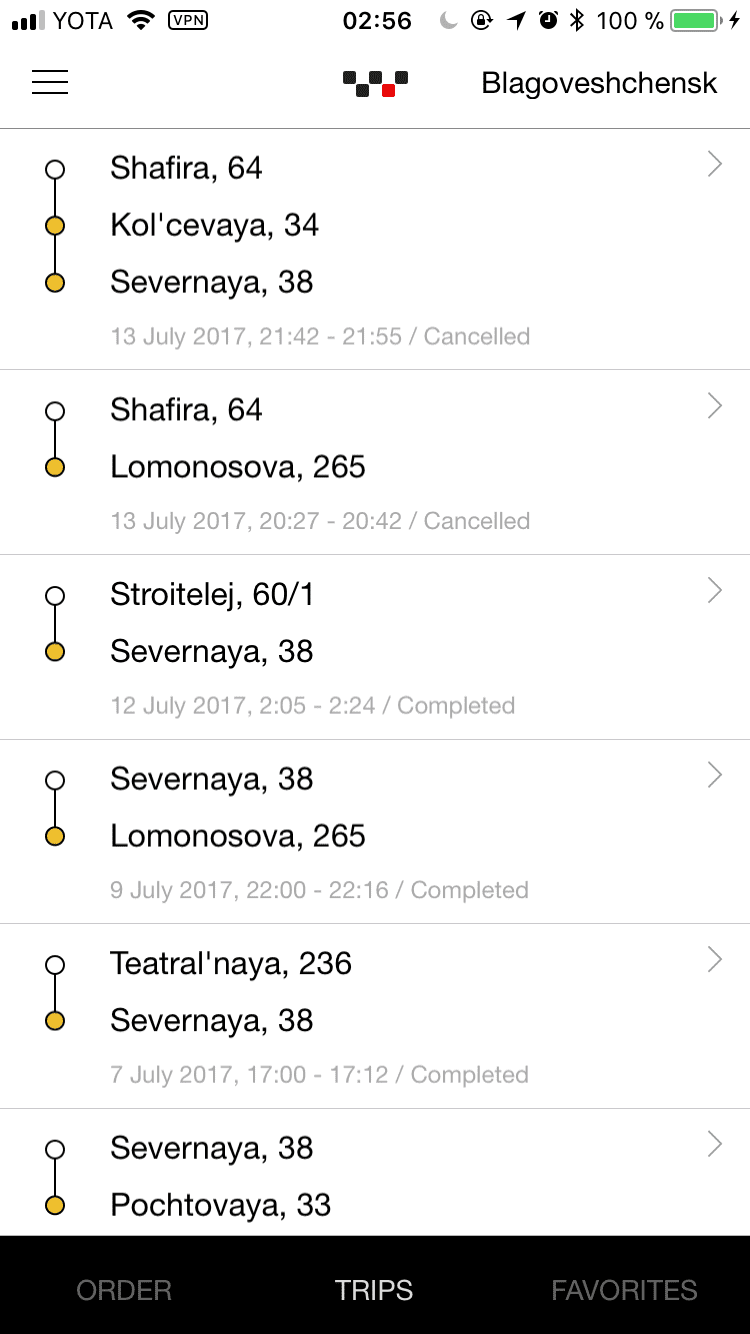 YOTA VPN 02:56 100 %
Blagoveshchensk
Shafira, 64
Kol'cevaya, 34
Severnaya, 38
13 July 2017, 21:42 - 21:55 / Cancelled
Shafira, 64
Lomonosova, 265
13 July 2017, 20:27 - 20:42 / Cancelled
Stroitelej, 60/1
Severnaya, 38
12 July 2017, 2:05 - 2:24 / Completed
Severnaya, 38
Lomonosova, 265
9 July 2017, 22:00 - 22:16 / Completed
Teatral'naya, 236
Severnaya, 38
7 July 2017, 17:00 - 17:12 / Completed
Severnaya, 38
Pochtovaya, 33
ORDER TRIPS FAVORITES